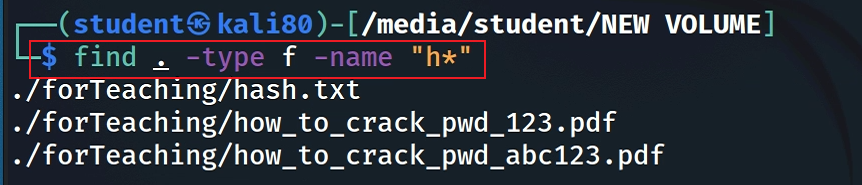 ┌──(student㉿kali80)-[/media/student/NEW VOLUME]
└─$ find . -type f -name "h*"
./forTeaching/hash.txt
./forTeaching/how_to_crack_pwd_123.pdf
./forTeaching/how_to_crack_pwd_abc123.pdf